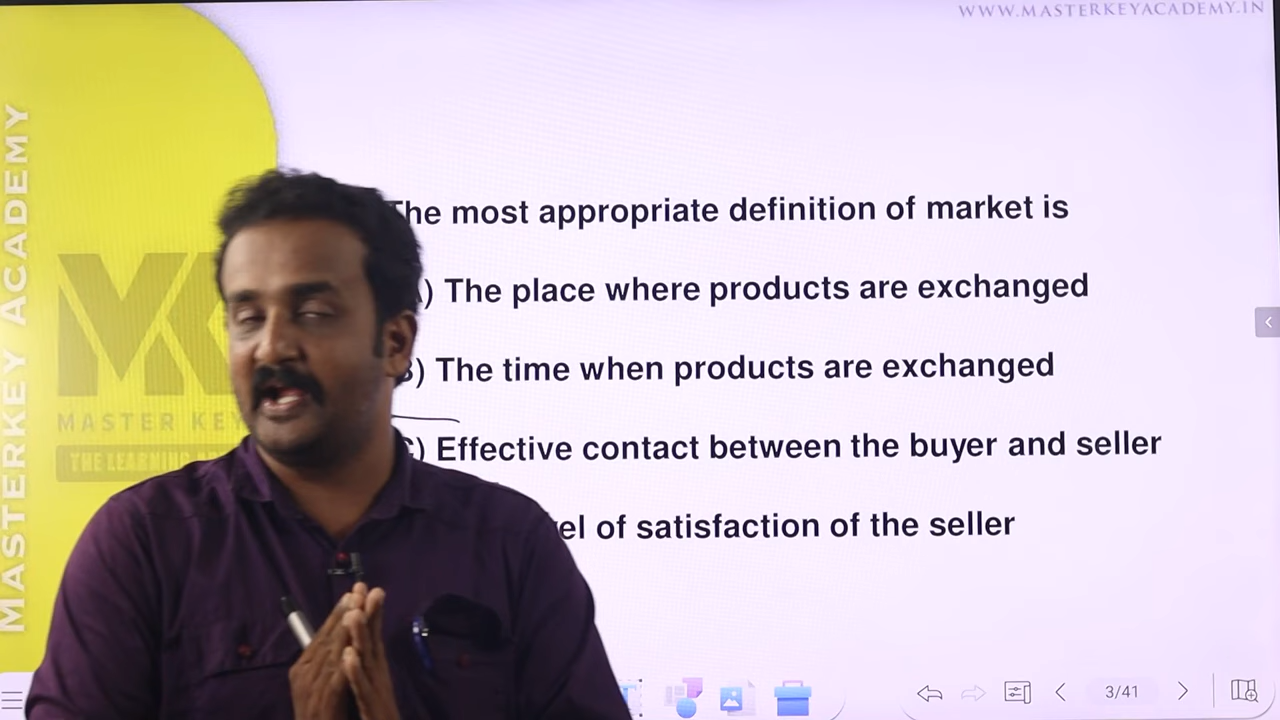 WWW.MASTERKEYACADEMY.IN
MASTERKEY ACADEMY
MASTER KEY
THE LEARNING
The most appropriate definition of market is
) The place where products are exchanged
B) The time when products are exchanged
C) Effective contact between the buyer and seller
of satisfaction of the seller
3/41